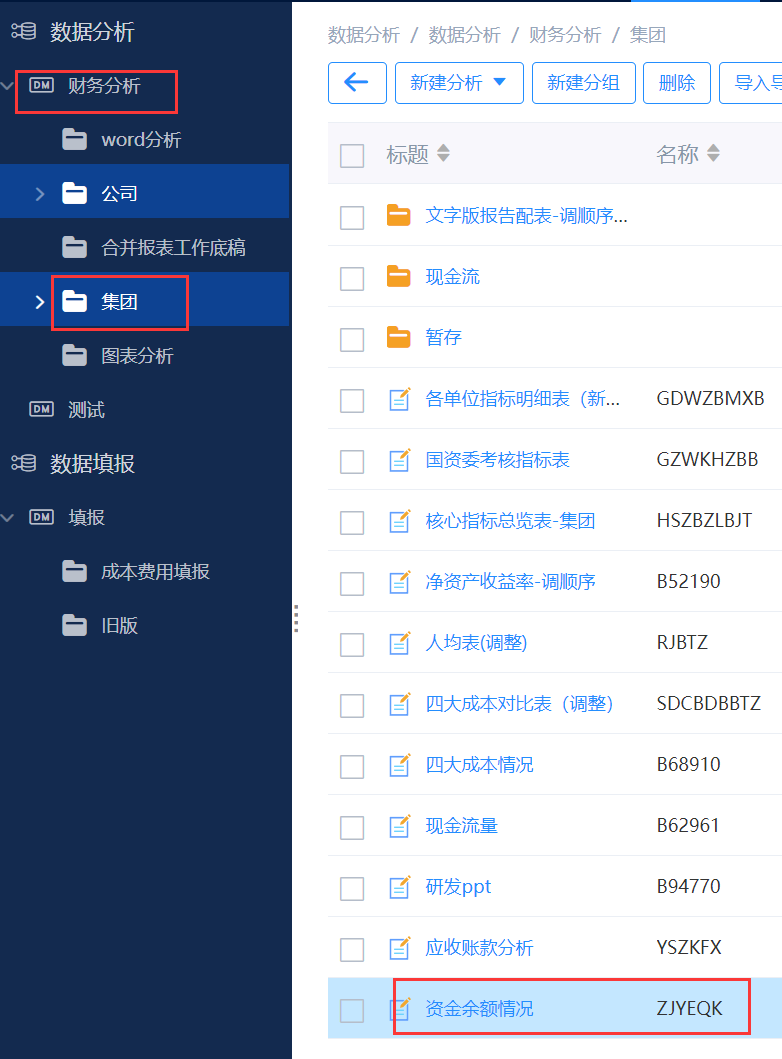 数据分析
DM 财务分析
word分析
公司
合并报表工作底稿
集团
图表分析
DM 测试
数据填报
DM 填报
成本费用填报
旧版
数据分析 / 数据分析 / 财务分析 / 集团
新建分析 新建分组 删除
标题 名称
文字版报告配表-调顺序...
现金流
暂存
各单位指标明细表（新... GDWZBMXB
国资委考核指标表 GZWKHZBB
核心指标总览表-集团 HSZBZLBJT
净资产收益率-调顺序 B52190
人均表(调整) RJBTZ
四大成本对比表（调整） SDCBDBBTZ
四大成本情况 B68910
现金流量 B62961
研发ppt B94770
应收账款分析 YSZKFX
资金余额情况 ZJYEQK